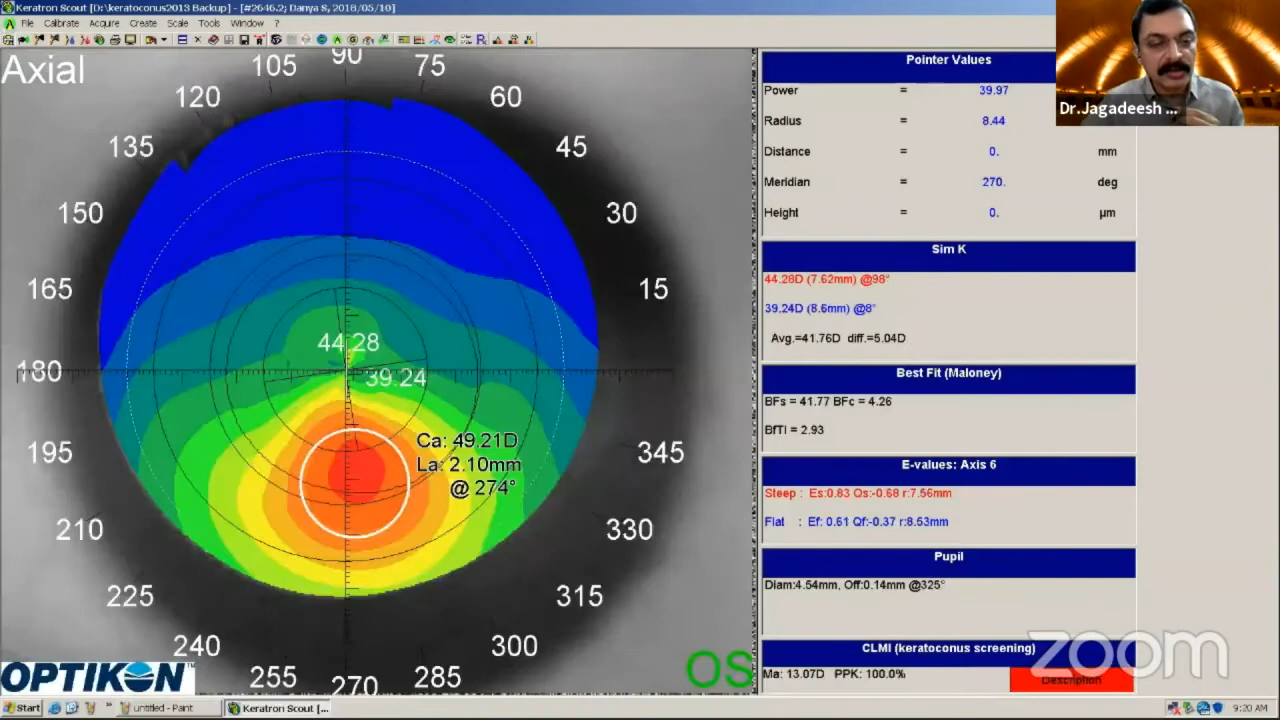 Keratron Scout [D:\keratoconus2013 Backup] - [#2646.2; Danya S, 2018/05/10]
File Calibrate Acquire Create Scale Tools Window ?
Axial
90
105 75
120 60
135 45
150 30
165 15
180
195 345
210 330
225 315
240 300
255 285
270
44.28
39.24
Ca: 49.21D
La: 2.10mm
@ 274°
OPTIKON™
OS
Pointer Values
Power = 39.97
Radius = 8.44
Distance = 0. mm
Meridian = 270. deg
Height = 0. µm
Sim K
44.28D (7.62mm) @98°
39.24D (8.6mm) @8°
Avg.=41.76D diff.=5.04D
Best Fit (Maloney)
BFs = 41.77 BFc = 4.26
BfTI = 2.93
E-values: Axis 6
Steep : Es:0.83 Qs:-0.68 r:7.56mm
Flat : Ef: 0.61 Qf:-0.37 r:8.53mm
Pupil
Diam:4.54mm, Off:0.14mm @325°
CLMI (keratoconus screening)
Ma: 13.07D PPK: 100.0%
Description
Dr.Jagadeesh ...
zoom
Start
untitled - Paint
Keratron Scout [...
9:20 AM